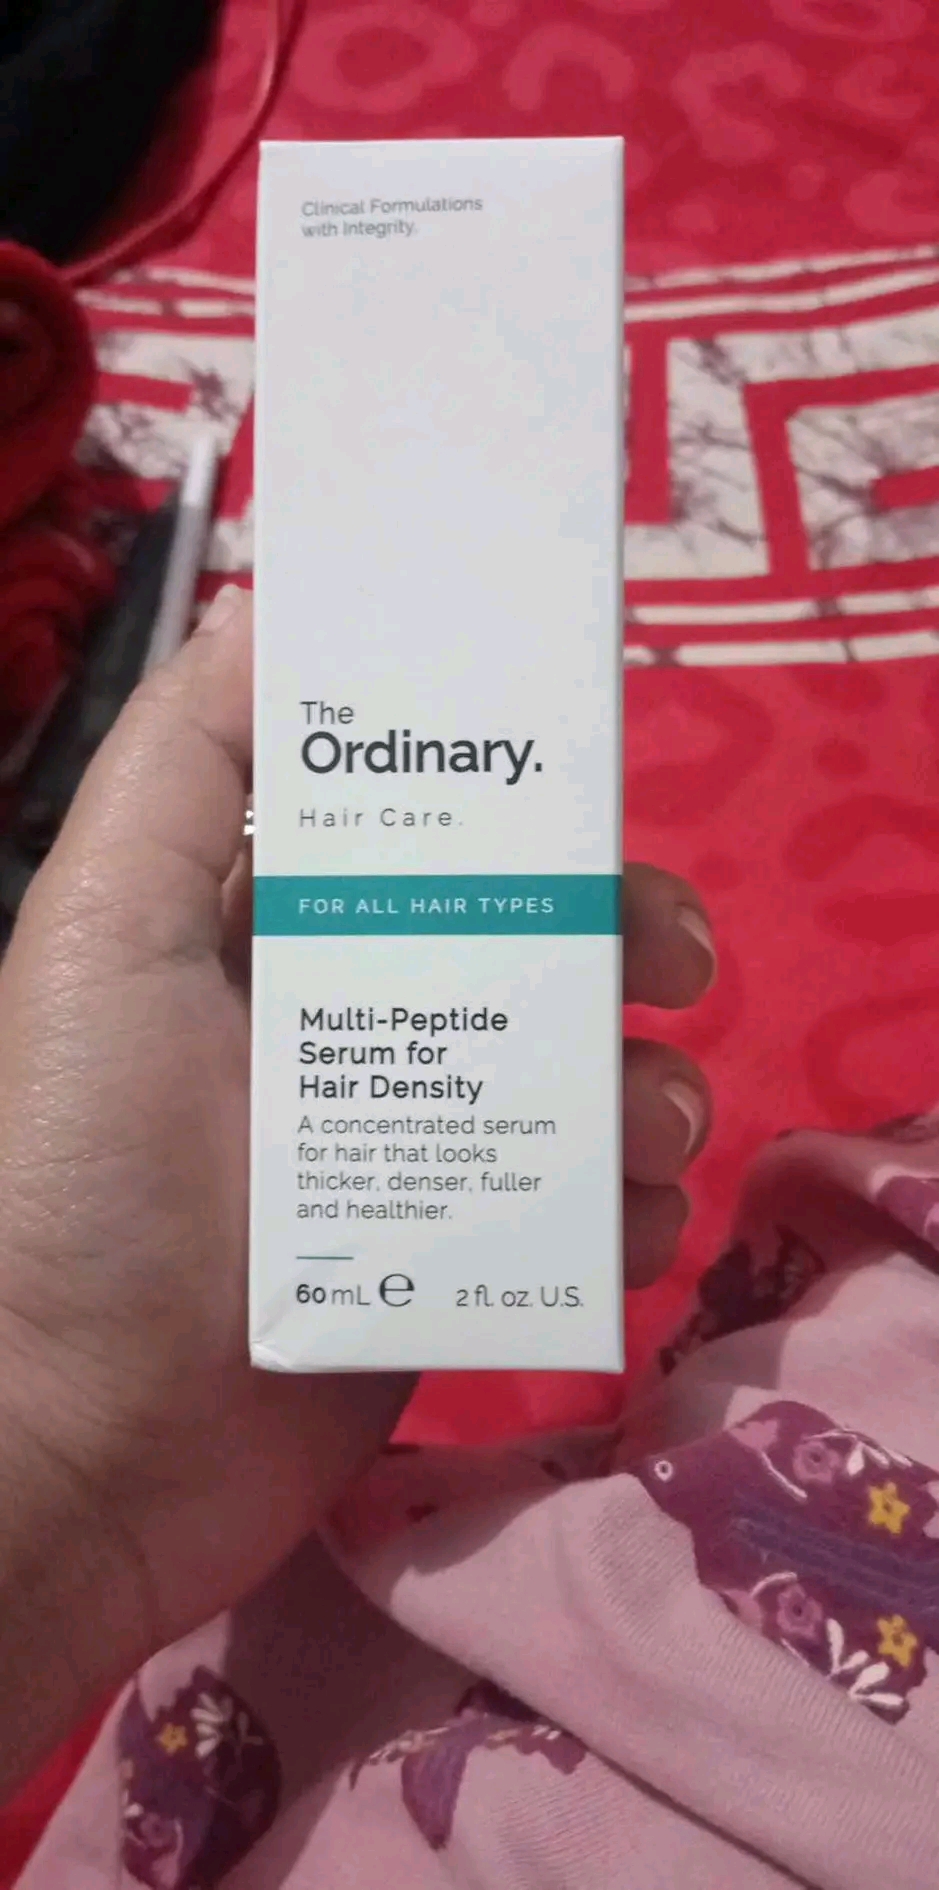 Clinical Formulations
with Integrity.
The
Ordinary.
Hair Care.
FOR ALL HAIR TYPES
Multi-Peptide
Serum for
Hair Density
A concentrated serum
for hair that looks
thicker, denser, fuller
and healthier.
60 mL e 2 fl. oz. U.S.